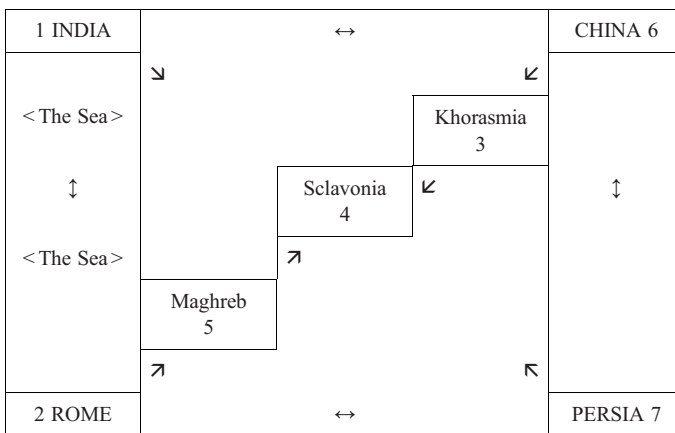 1 INDIA
↔
CHINA 6
↘
↙
<The Sea>
Khorasmia
3
↕
Sclavonia
4
↙
↕
<The Sea>
↗
Maghreb
5
↗
↖
2 ROME
↔
PERSIA 7